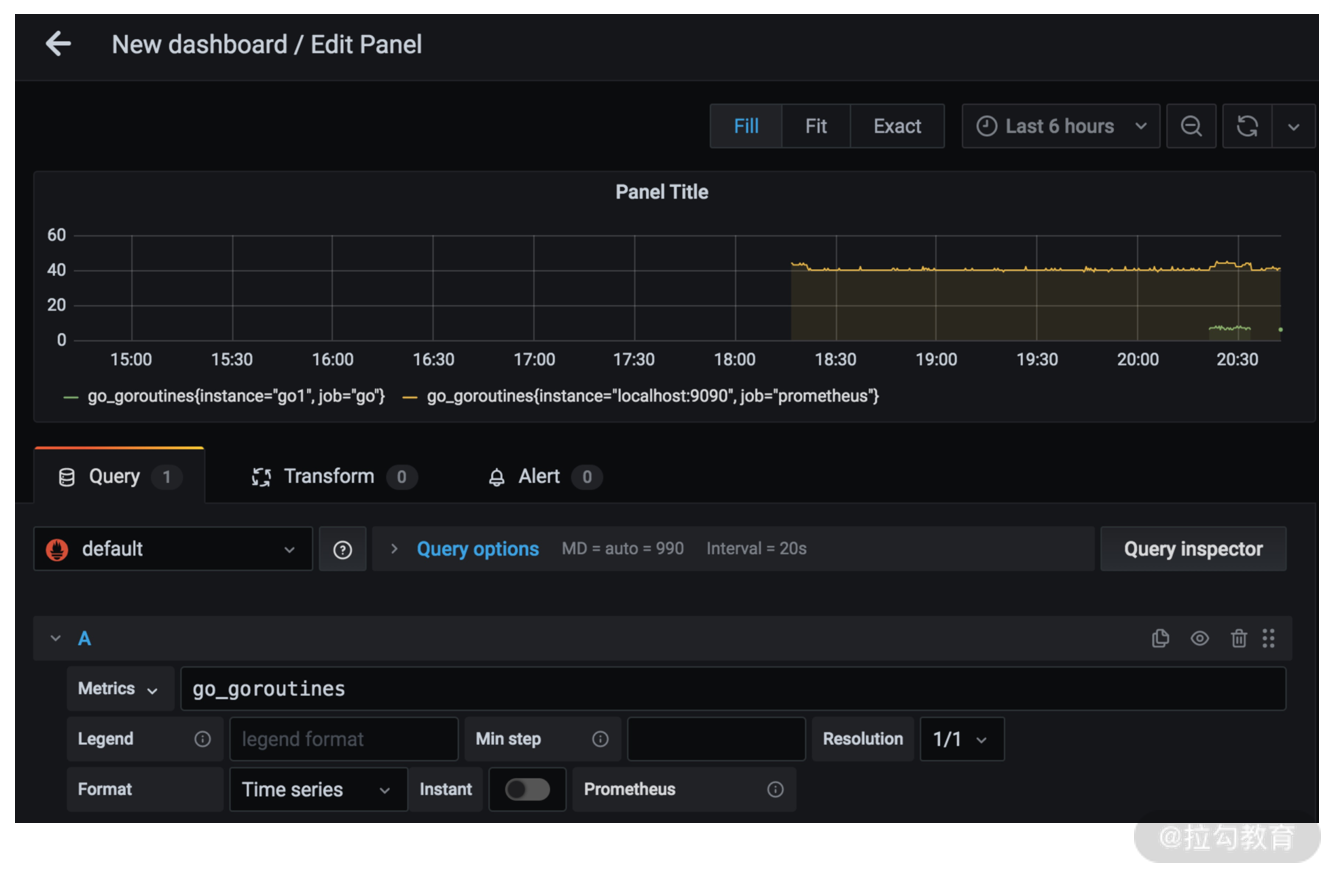 New dashboard / Edit Panel
Fill Fit Exact Last 6 hours
Panel Title
60
40
20
0
15:00 15:30 16:00 16:30 17:00 17:30 18:00 18:30 19:00 19:30 20:00 20:30
go_goroutines{instance="go1", job="go"} go_goroutines{instance="localhost:9090", job="prometheus"}
Query 1 Transform 0 Alert 0
default Query options MD = auto = 990 Interval = 20s Query inspector
A
Metrics go_goroutines
Legend legend format Min step Resolution 1/1
Format Time series Instant Prometheus
@拉勾教育